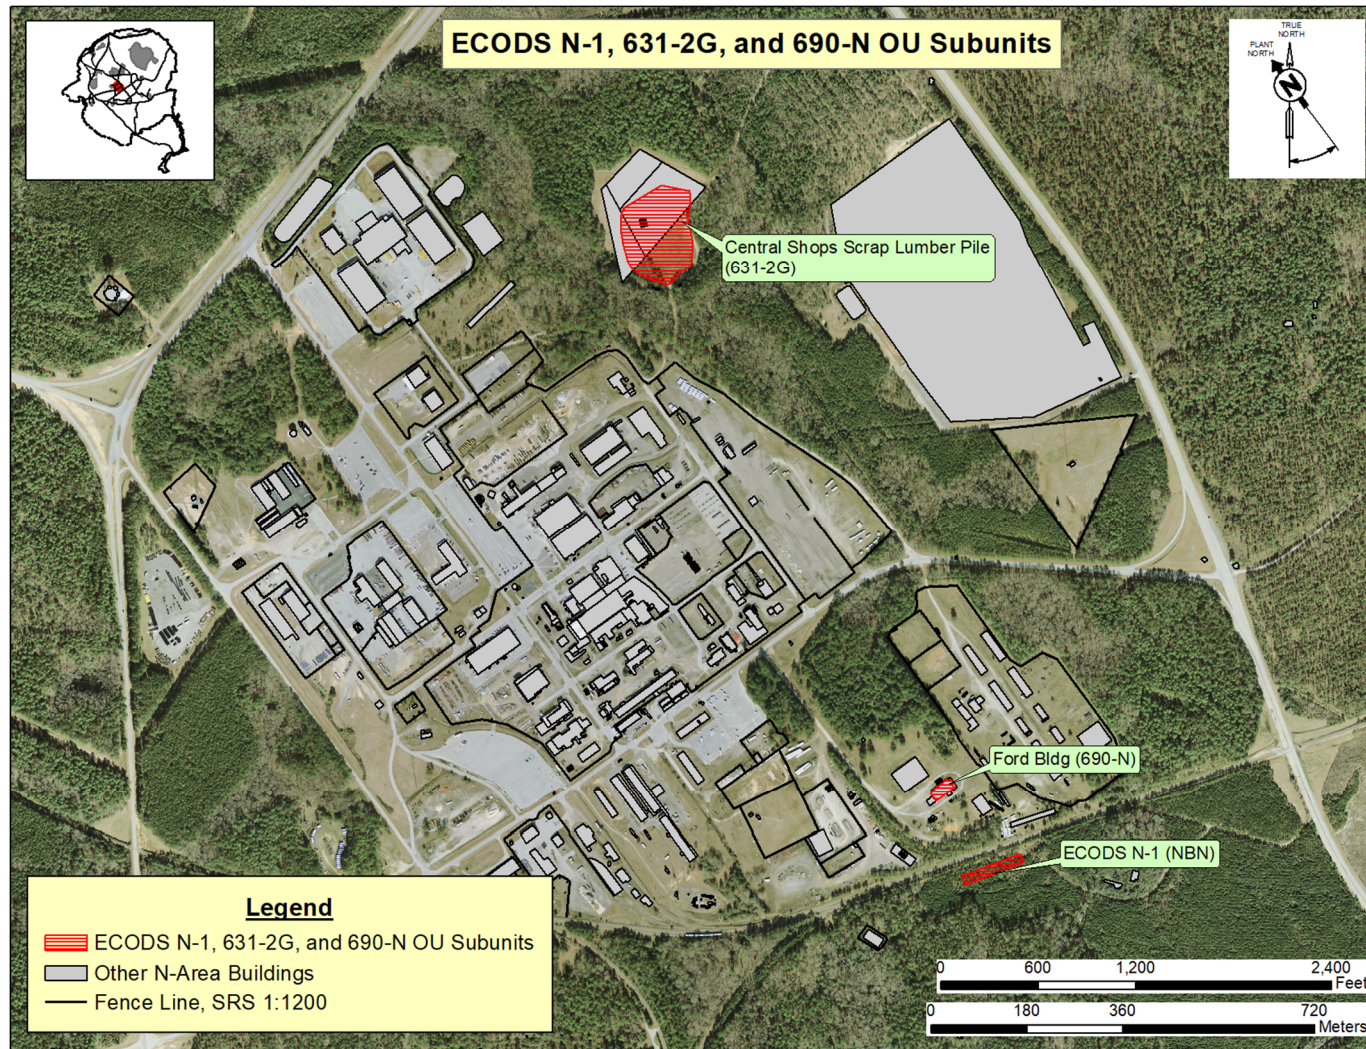 ECODS N-1, 631-2G, and 690-N OU Subunits
TRUE
NORTH
PLANT
NORTH
N
Central Shops Scrap Lumber Pile
(631-2G)
Ford Bldg (690-N)
ECODS N-1 (NBN)
Legend
ECODS N-1, 631-2G, and 690-N OU Subunits
Other N-Area Buildings
Fence Line, SRS 1:1200
0 600 1,200 2,400
Feet
0 180 360 720
Meters